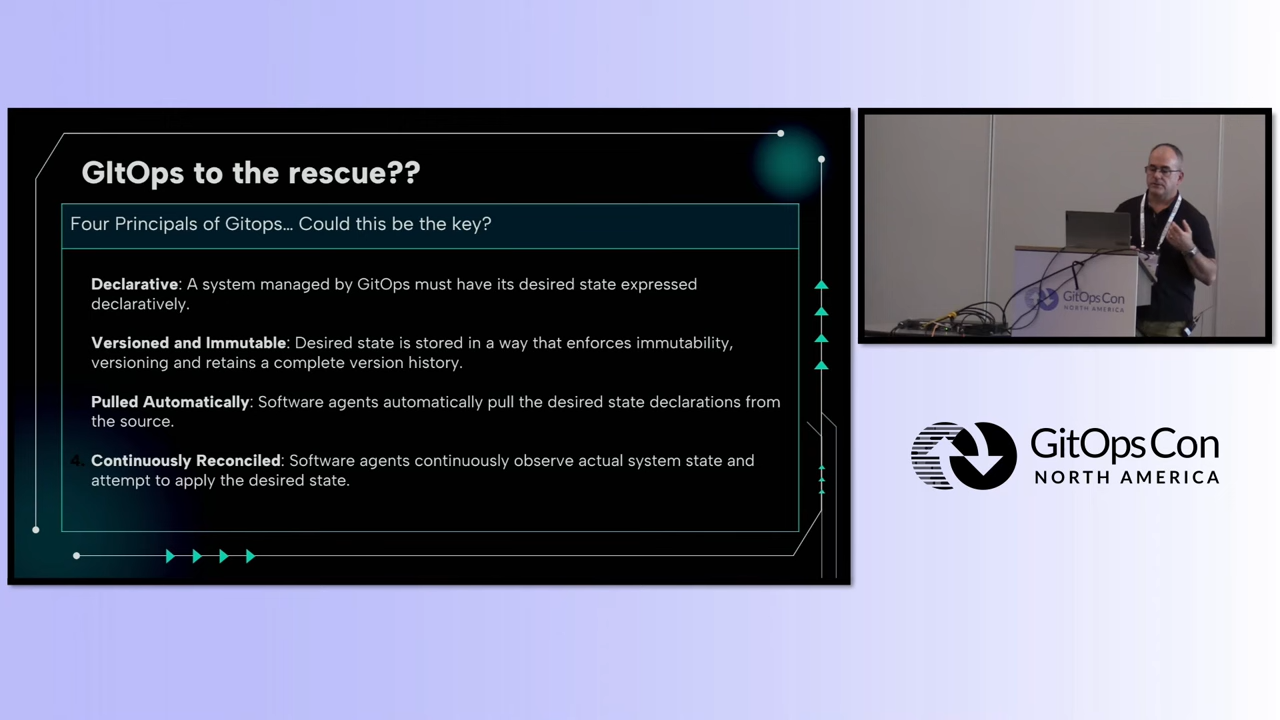 GItOps to the rescue??
Four Principals of Gitops... Could this be the key?
Declarative: A system managed by GitOps must have its desired state expressed
declaratively.
Versioned and Immutable: Desired state is stored in a way that enforces immutability,
versioning and retains a complete version history.
Pulled Automatically: Software agents automatically pull the desired state declarations from
the source.
4. Continuously Reconciled: Software agents continuously observe actual system state and
attempt to apply the desired state.
GitOpsCon
NORTH AMERICA
GitOpsCon
NORTH AMERICA